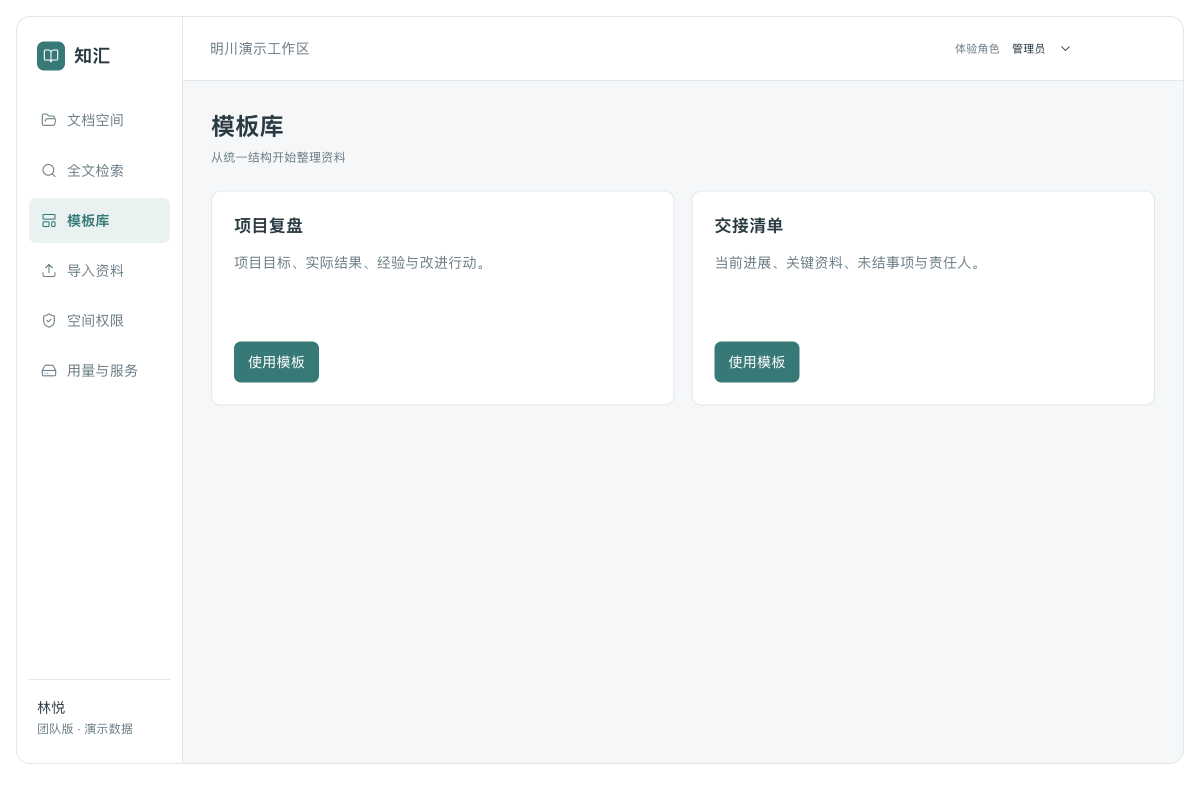 知汇
文档空间
全文检索
模板库
导入资料
空间权限
用量与服务
林悦
团队版 · 演示数据
明川演示工作区
体验角色 管理员
模板库
从统一结构开始整理资料
项目复盘
项目目标、实际结果、经验与改进行动。
使用模板
交接清单
当前进展、关键资料、未结事项与责任人。
使用模板